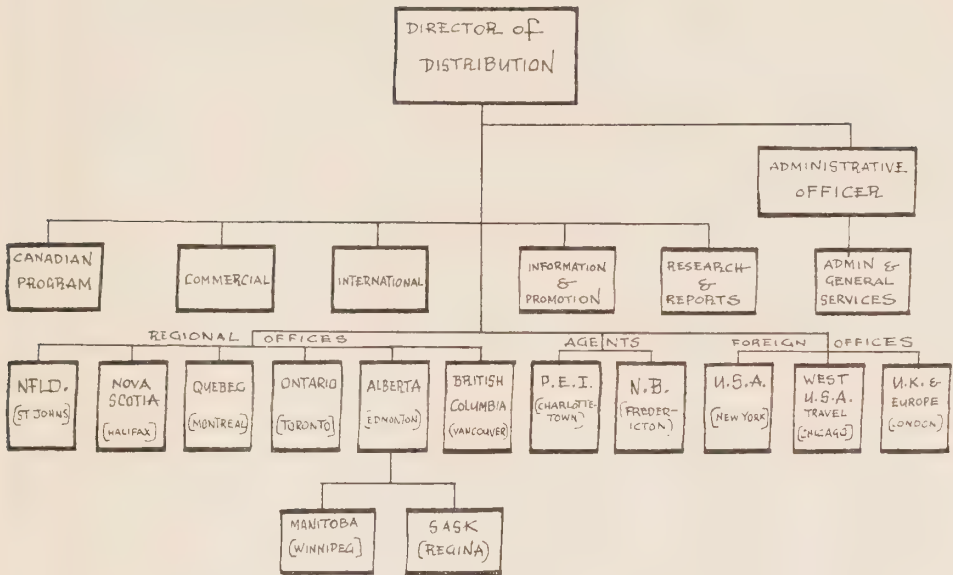 DIRECTOR of
DISTRIBUTION
ADMINISTRATIVE
OFFICER
CANADIAN
PROGRAM
COMMERCIAL
INTERNATIONAL
INFORMATION
&
PROMOTION
RESEARCH
&
REPORTS
ADMIN &
GENERAL
SERVICES
REGIONAL OFFICES
AGENTS
FOREIGN OFFICES
NFLD.
[ST JOHNS]
NOVA
SCOTIA
[HALIFAX]
QUEBEC
[MONTREAL]
ONTARIO
[TORONTO]
ALBERTA
[EDMONTON]
BRITISH
COLUMBIA
(VANCOUVER)
P.E.I.
(CHARLOTTE-
TOWN)
N.B.
[FREDER-
ICTON]
U.S.A.
[NEW YORK]
WEST
U.S.A.
TRAVEL
[CHICAGO]
U.K. &
EUROPE
[LONDON]
MANITOBA
(WINNIPEG]
SASK
(REGINA)